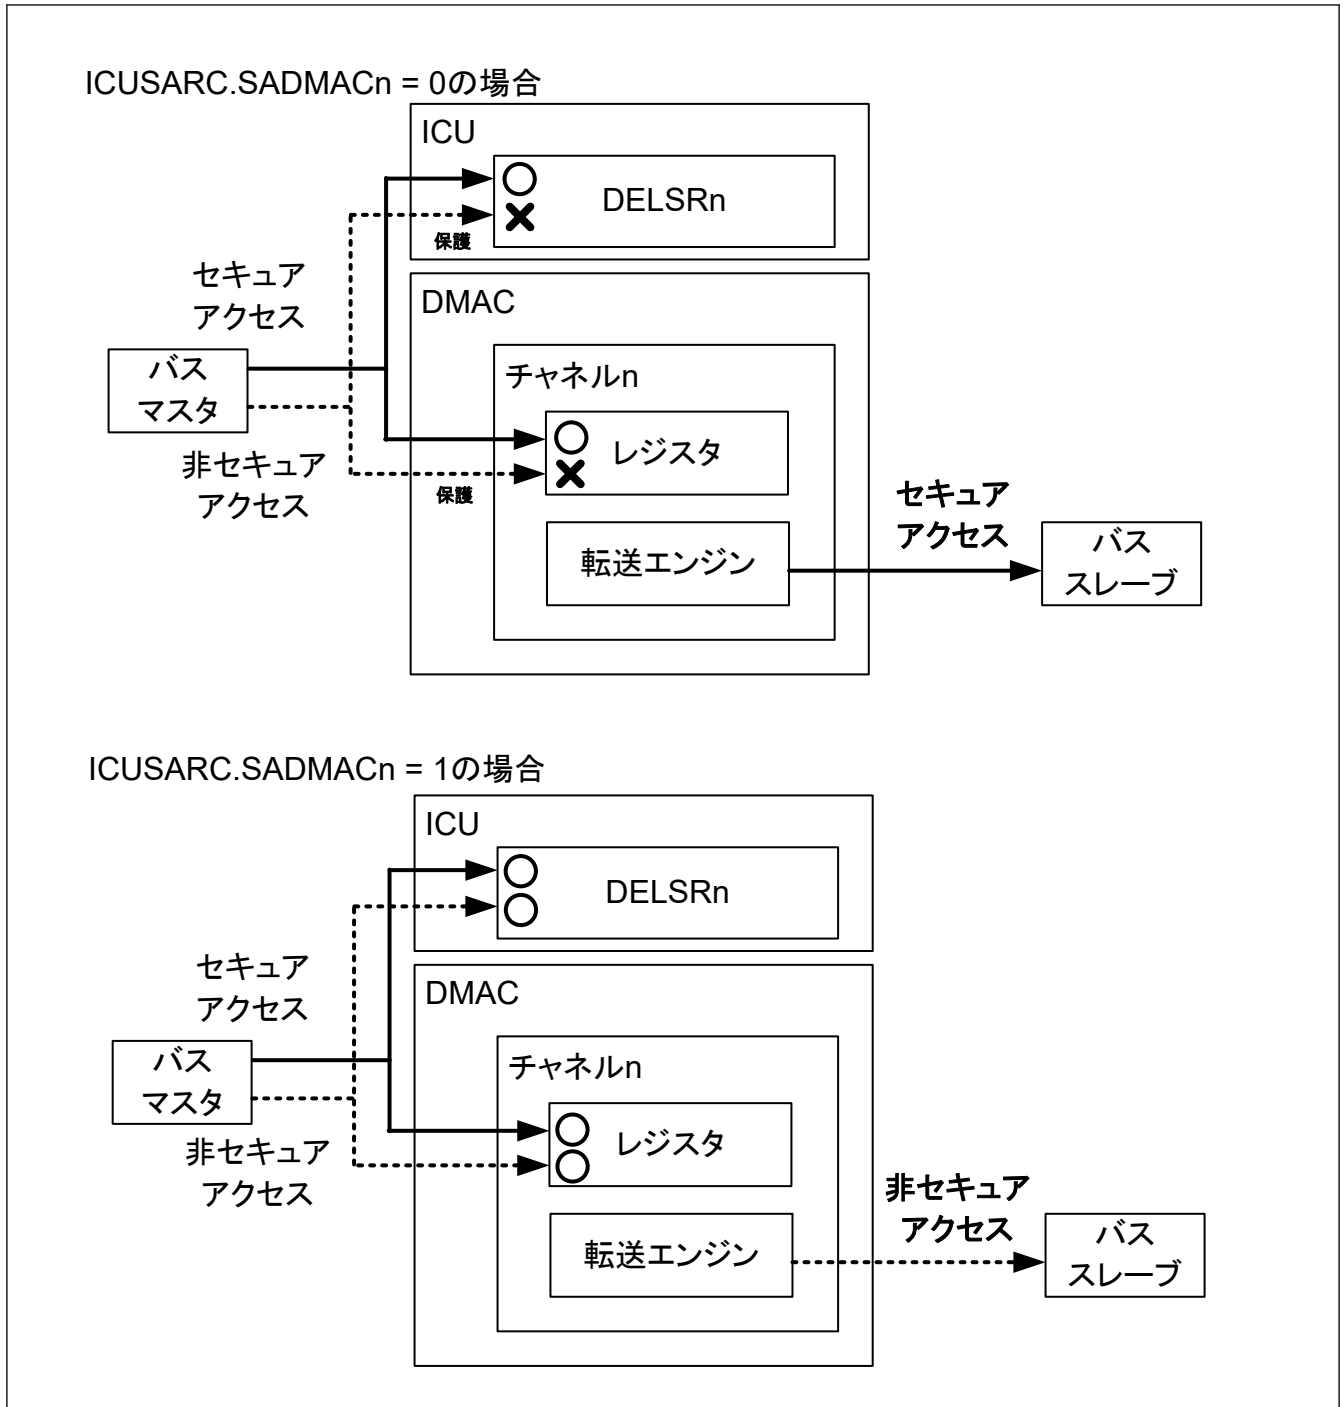 ICUSARC.SADMACn = 0の場合
ICU
DELSRn
保護
セキュア
アクセス
DMAC
バス
マスタ
チャネルn
レジスタ
非セキュア
アクセス
保護
セキュア
アクセス
転送エンジン
バス
スレーブ
ICUSARC.SADMACn = 1の場合
ICU
DELSRn
セキュア
アクセス
DMAC
バス
マスタ
チャネルn
レジスタ
非セキュア
アクセス
非セキュア
アクセス
転送エンジン
バス
スレーブ